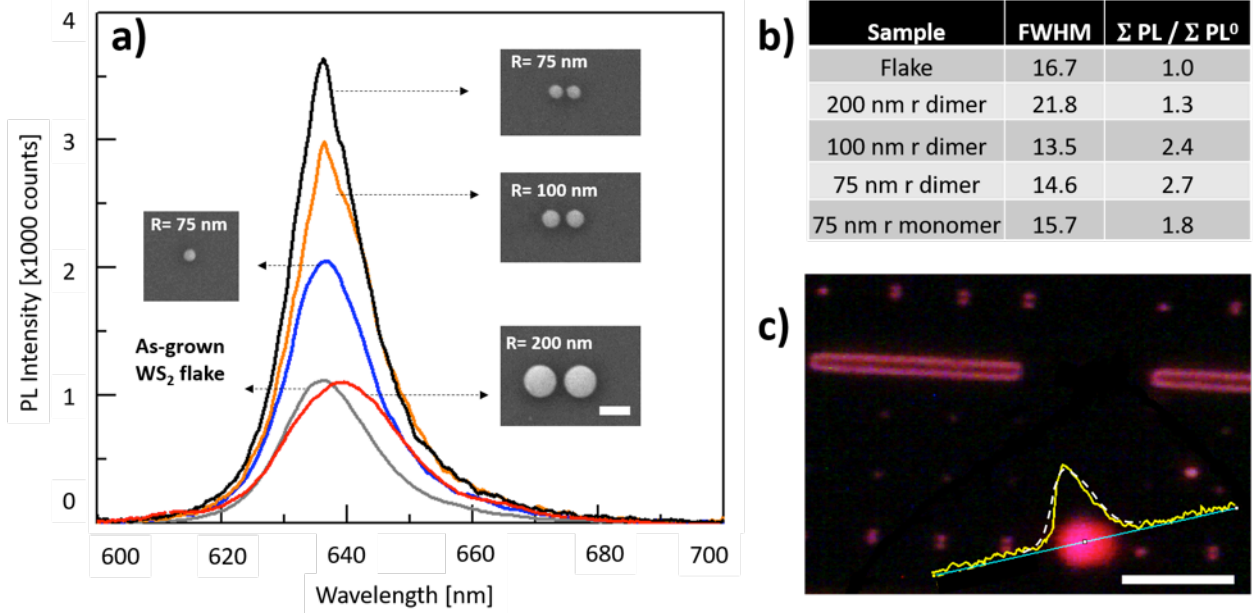 a)
PL Intensity [x1000 counts]
4
3
2
1
0
600
620
640
660
680
700
Wavelength [nm]
R= 75 nm
R= 100 nm
R= 75 nm
As-grown
WS₂ flake
R= 200 nm
b)
Sample FWHM Σ PL / Σ PL⁰
Flake 16.7 1.0
200 nm r dimer 21.8 1.3
100 nm r dimer 13.5 2.4
75 nm r dimer 14.6 2.7
75 nm r monomer 15.7 1.8
c)